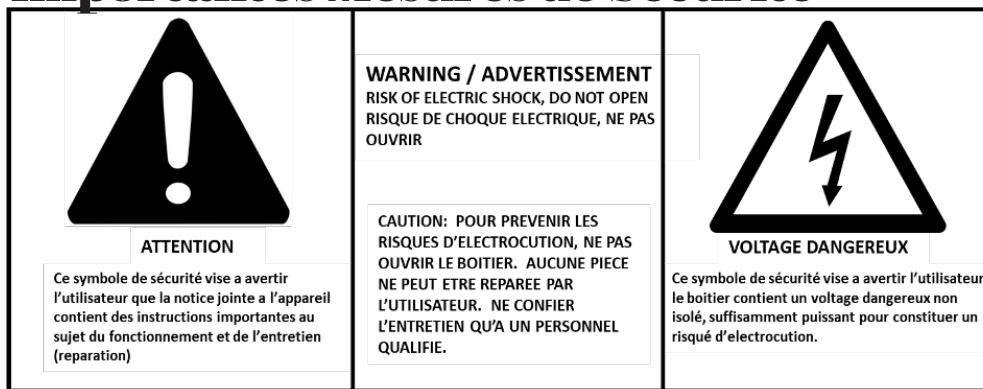 Importantes Mesures de Sécurité
ATTENTION
Ce symbole de sécurité vise a avertir
l'utilisateur que la notice jointe a l'appareil
contient des instructions importantes au
sujet du fonctionnement et de l'entretien
(reparation)
WARNING / ADVERTISSEMENT
RISK OF ELECTRIC SHOCK, DO NOT OPEN
RISQUE DE CHOQUE ELECTRIQUE, NE PAS
OUVRIR
CAUTION: POUR PREVENIR LES
RISQUES D'ELECTROCUTION, NE PAS
OUVRIR LE BOITIER. AUCUNE PIECE
NE PEUT ETRE REPAREE PAR
L'UTILISATEUR. NE CONFIER
L'ENTRETIEN QU'A UN PERSONNEL
QUALIFIE.
VOLTAGE DANGEREUX
Ce symbole de sécurité vise a avertir l'utilisateur
le boitier contient un voltage dangereux non
isolé, suffisamment puissant pour constituer un
risqué d'electrocution.